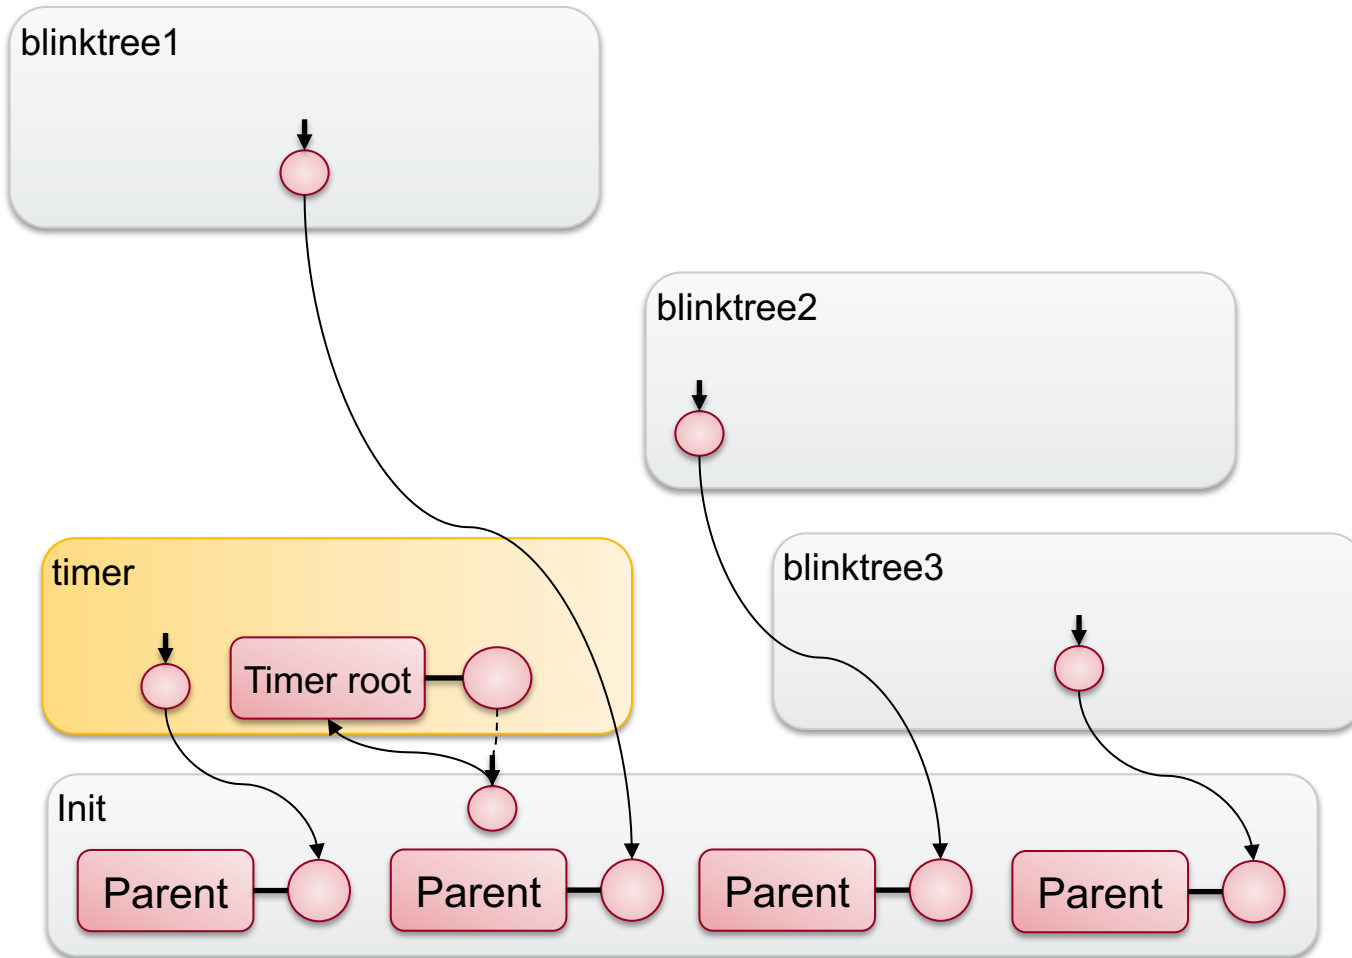 blinktree1
blinktree2
timer
blinktree3
Timer root
Init
Parent
Parent
Parent
Parent